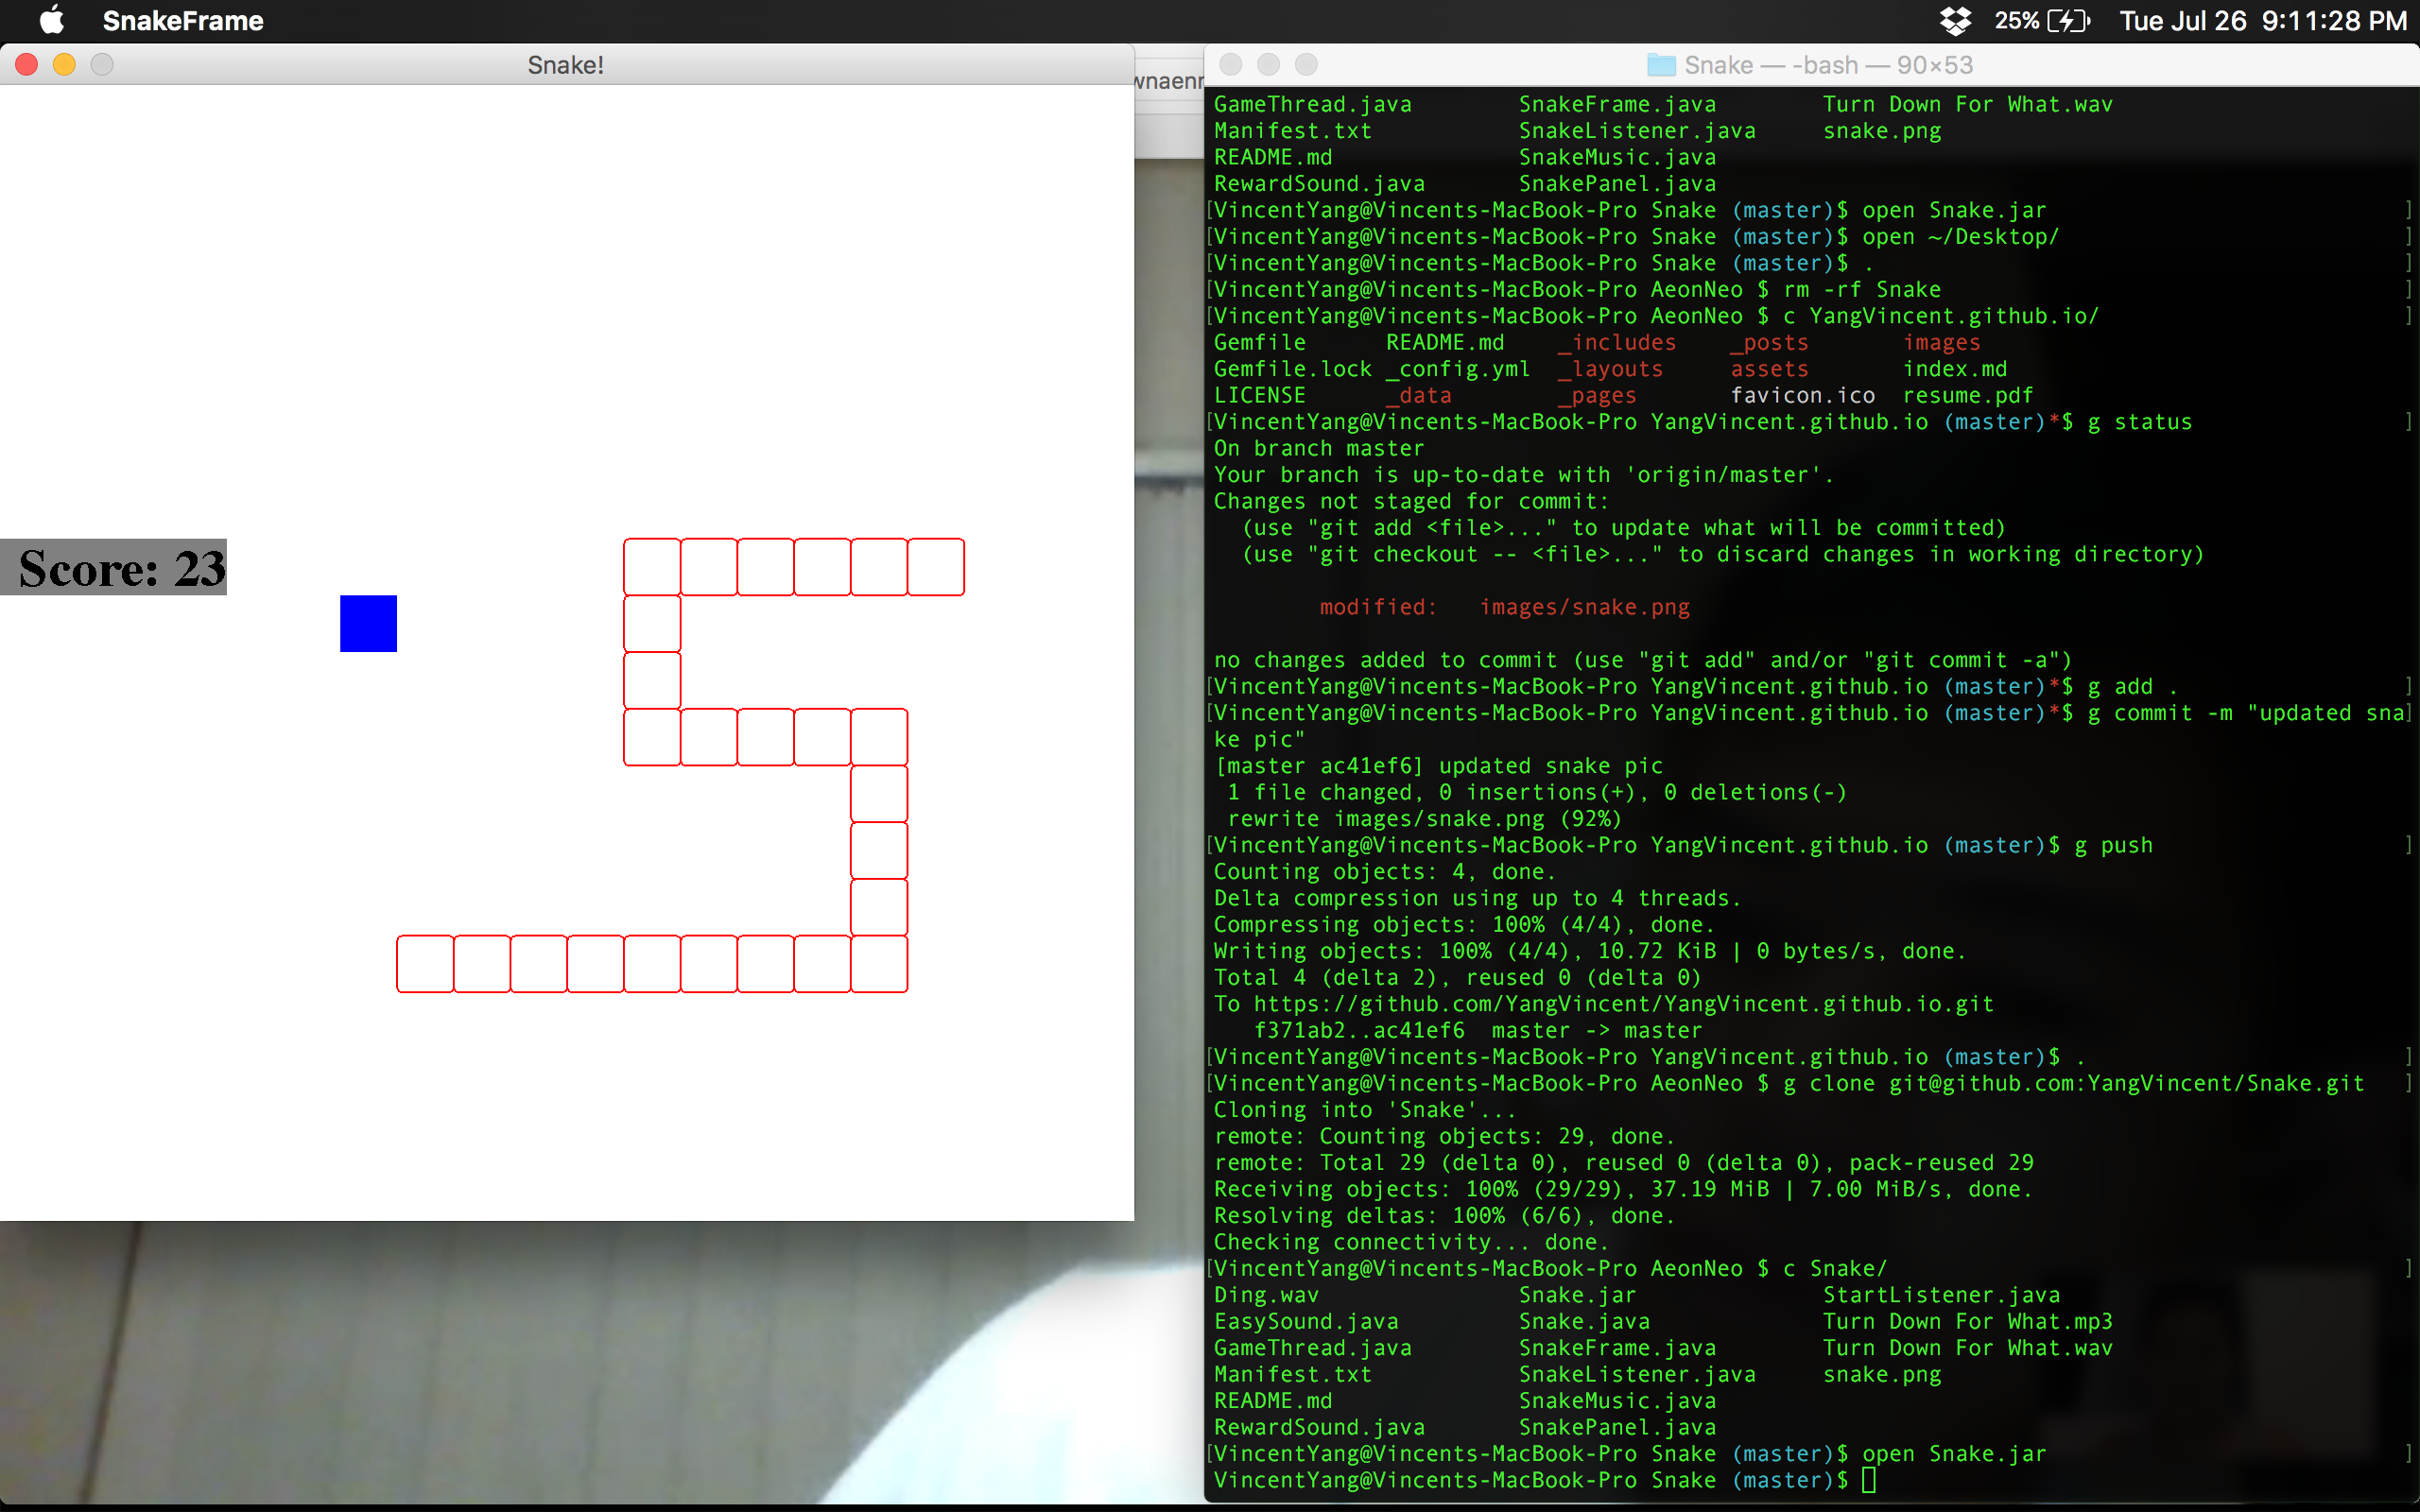 SnakeFrame
25% Tue Jul 26 9:11:28 PM
Snake!
Score: 23
Snake — -bash — 90×53
GameThread.java SnakeFrame.java Turn Down For What.wav
Manifest.txt SnakeListener.java snake.png
README.md SnakeMusic.java
RewardSound.java SnakePanel.java
[VincentYang@Vincents-MacBook-Pro Snake (master)$ open Snake.jar ]
[VincentYang@Vincents-MacBook-Pro Snake (master)$ open ~/Desktop/ ]
[VincentYang@Vincents-MacBook-Pro Snake (master)$ . ]
[VincentYang@Vincents-MacBook-Pro AeonNeo $ rm -rf Snake ]
[VincentYang@Vincents-MacBook-Pro AeonNeo $ c YangVincent.github.io/ ]
Gemfile README.md _includes _posts images
Gemfile.lock _config.yml _layouts assets index.md
LICENSE _data _pages favicon.ico resume.pdf
[VincentYang@Vincents-MacBook-Pro YangVincent.github.io (master)*$ g status ]
On branch master
Your branch is up-to-date with 'origin/master'.
Changes not staged for commit:
(use "git add <file>..." to update what will be committed)
(use "git checkout -- <file>..." to discard changes in working directory)
modified: images/snake.png
no changes added to commit (use "git add" and/or "git commit -a")
[VincentYang@Vincents-MacBook-Pro YangVincent.github.io (master)*$ g add . ]
[VincentYang@Vincents-MacBook-Pro YangVincent.github.io (master)*$ g commit -m "updated sna]
ke pic"
[master ac41ef6] updated snake pic
1 file changed, 0 insertions(+), 0 deletions(-)
rewrite images/snake.png (92%)
[VincentYang@Vincents-MacBook-Pro YangVincent.github.io (master)$ g push ]
Counting objects: 4, done.
Delta compression using up to 4 threads.
Compressing objects: 100% (4/4), done.
Writing objects: 100% (4/4), 10.72 KiB | 0 bytes/s, done.
Total 4 (delta 2), reused 0 (delta 0)
To https://github.com/YangVincent/YangVincent.github.io.git
f371ab2..ac41ef6 master -> master
[VincentYang@Vincents-MacBook-Pro YangVincent.github.io (master)$ . ]
[VincentYang@Vincents-MacBook-Pro AeonNeo $ g clone git@github.com:YangVincent/Snake.git ]
Cloning into 'Snake'...
remote: Counting objects: 29, done.
remote: Total 29 (delta 0), reused 0 (delta 0), pack-reused 29
Receiving objects: 100% (29/29), 37.19 MiB | 7.00 MiB/s, done.
Resolving deltas: 100% (6/6), done.
Checking connectivity... done.
[VincentYang@Vincents-MacBook-Pro AeonNeo $ c Snake/ ]
Ding.wav Snake.jar StartListener.java
EasySound.java Snake.java Turn Down For What.mp3
GameThread.java SnakeFrame.java Turn Down For What.wav
Manifest.txt SnakeListener.java snake.png
README.md SnakeMusic.java
RewardSound.java SnakePanel.java
[VincentYang@Vincents-MacBook-Pro Snake (master)$ open Snake.jar ]
VincentYang@Vincents-MacBook-Pro Snake (master)$